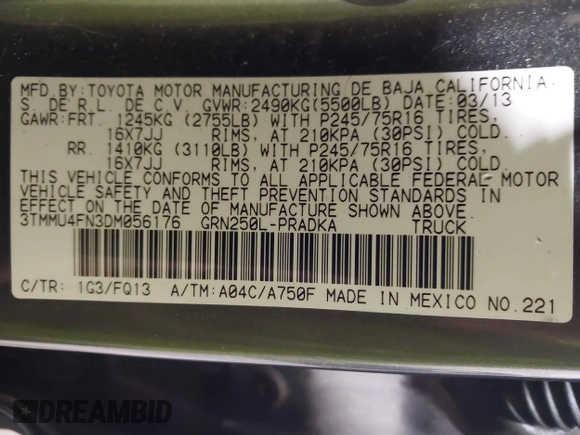 MFD.BY:TOYOTA MOTOR MANUFACTURING DE BAJA CALIFORNIA.
S. DE R.L. DE C.V. GVWR:2490KG(5500LB) DATE:03/13
GAWR:FRT. 1245KG (2755LB) WITH P245/75R16 TIRES,
16X7JJ RIMS, AT 210KPA (30PSI) COLD.
RR. 1410KG (3110LB) WITH P245/75R16 TIRES,
16X7JJ RIMS, AT 210KPA (30PSI) COLD.
THIS VEHICLE CONFORMS TO ALL APPLICABLE FEDERAL MOTOR
VEHICLE SAFETY AND THEFT PREVENTION STANDARDS IN
EFFECT ON THE DATE OF MANUFACTURE SHOWN ABOVE.
3TMMU4FN3DM056176 GRN250L-PRADKA TRUCK
C/TR: 1G3/FQ13 A/TM:A04C/A750F MADE IN MEXICO NO.221
DREAMBID